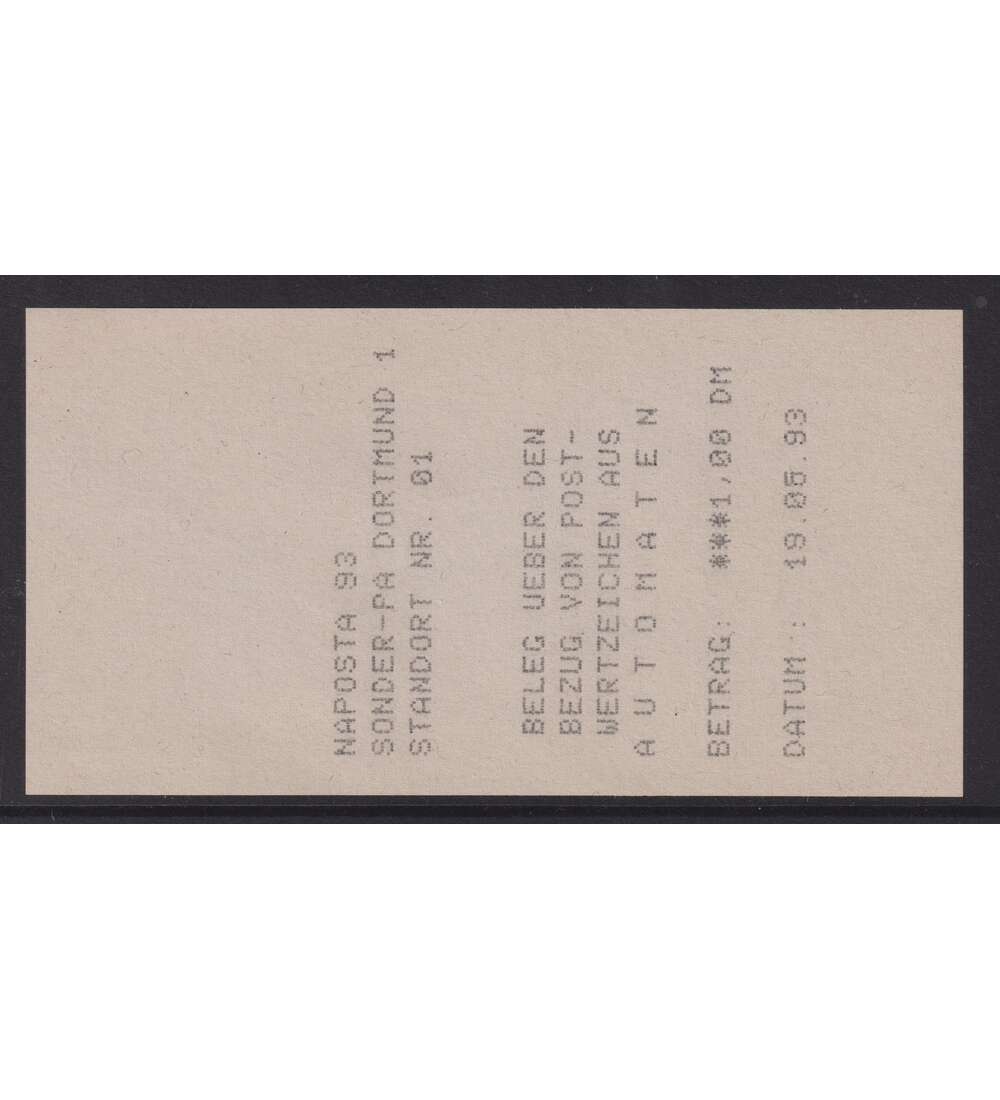 NAPOSTA 93
SONDER-PA DORTMUND 1
STANDORT NR. 01
BELEG UEBER DEN
BEZUG VON POST-
WERTZEICHEN AUS
A U T O M A T E N
BETRAG: ***1,00 DM
DATUM : 19.05.93